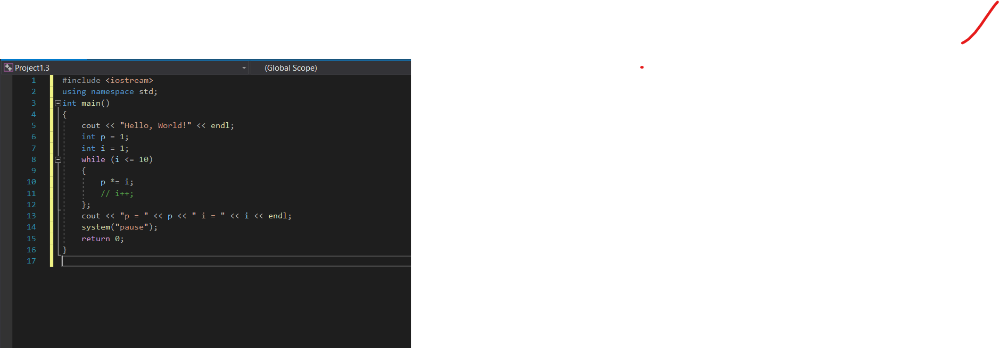 Project1.3 (Global Scope)
1 #include <iostream>
2 using namespace std;
3 int main()
4 {
5 cout << "Hello, World!" << endl;
6 int p = 1;
7 int i = 1;
8 while (i <= 10)
9 {
10 p *= i;
11 // i++;
12 };
13 cout << "p = " << p << " i = " << i << endl;
14 system("pause");
15 return 0;
16 }
17